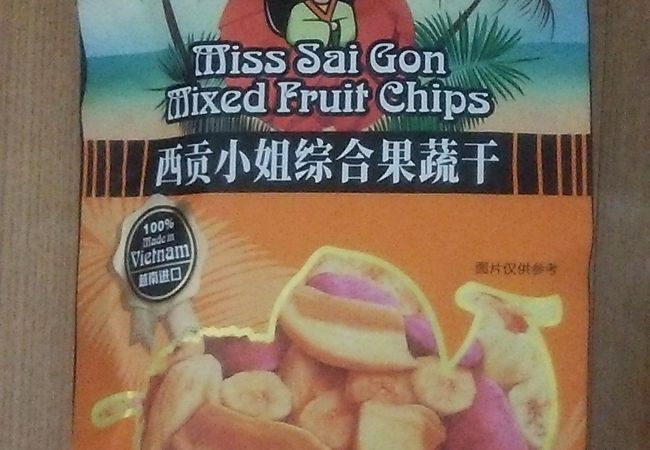 Miss Sai Gon
Mixed Fruit Chips
西贡小姐综合果蔬干
100%
Made in
Vietnam
越南进口
图片仅供参考